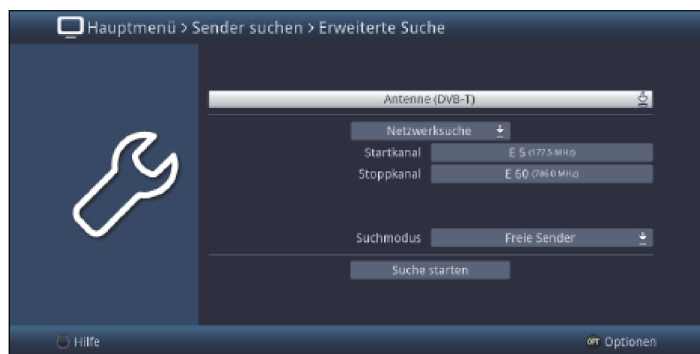 Hauptmenü > Sender suchen > Erweiterte Suche
Antenne (DVB-T)
Netzwerksuche
Startkanal E 5 (177.5 MHz)
Stoppkanal E 60 (786.0 MHz)
Suchmodus Freie Sender
Suche starten
Hilfe OPT Optionen